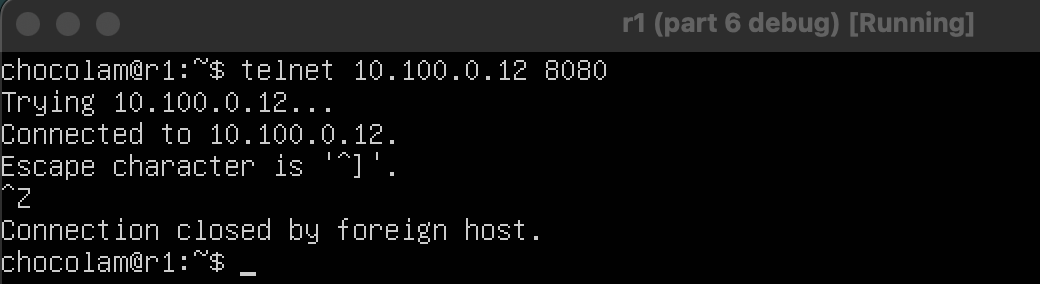 r1 (part 6 debug) [Running]
chocolam@r1:~$ telnet 10.100.0.12 8080
Trying 10.100.0.12...
Connected to 10.100.0.12.
Escape character is '^]'.
^Z
Connection closed by foreign host.
chocolam@r1:~$ _